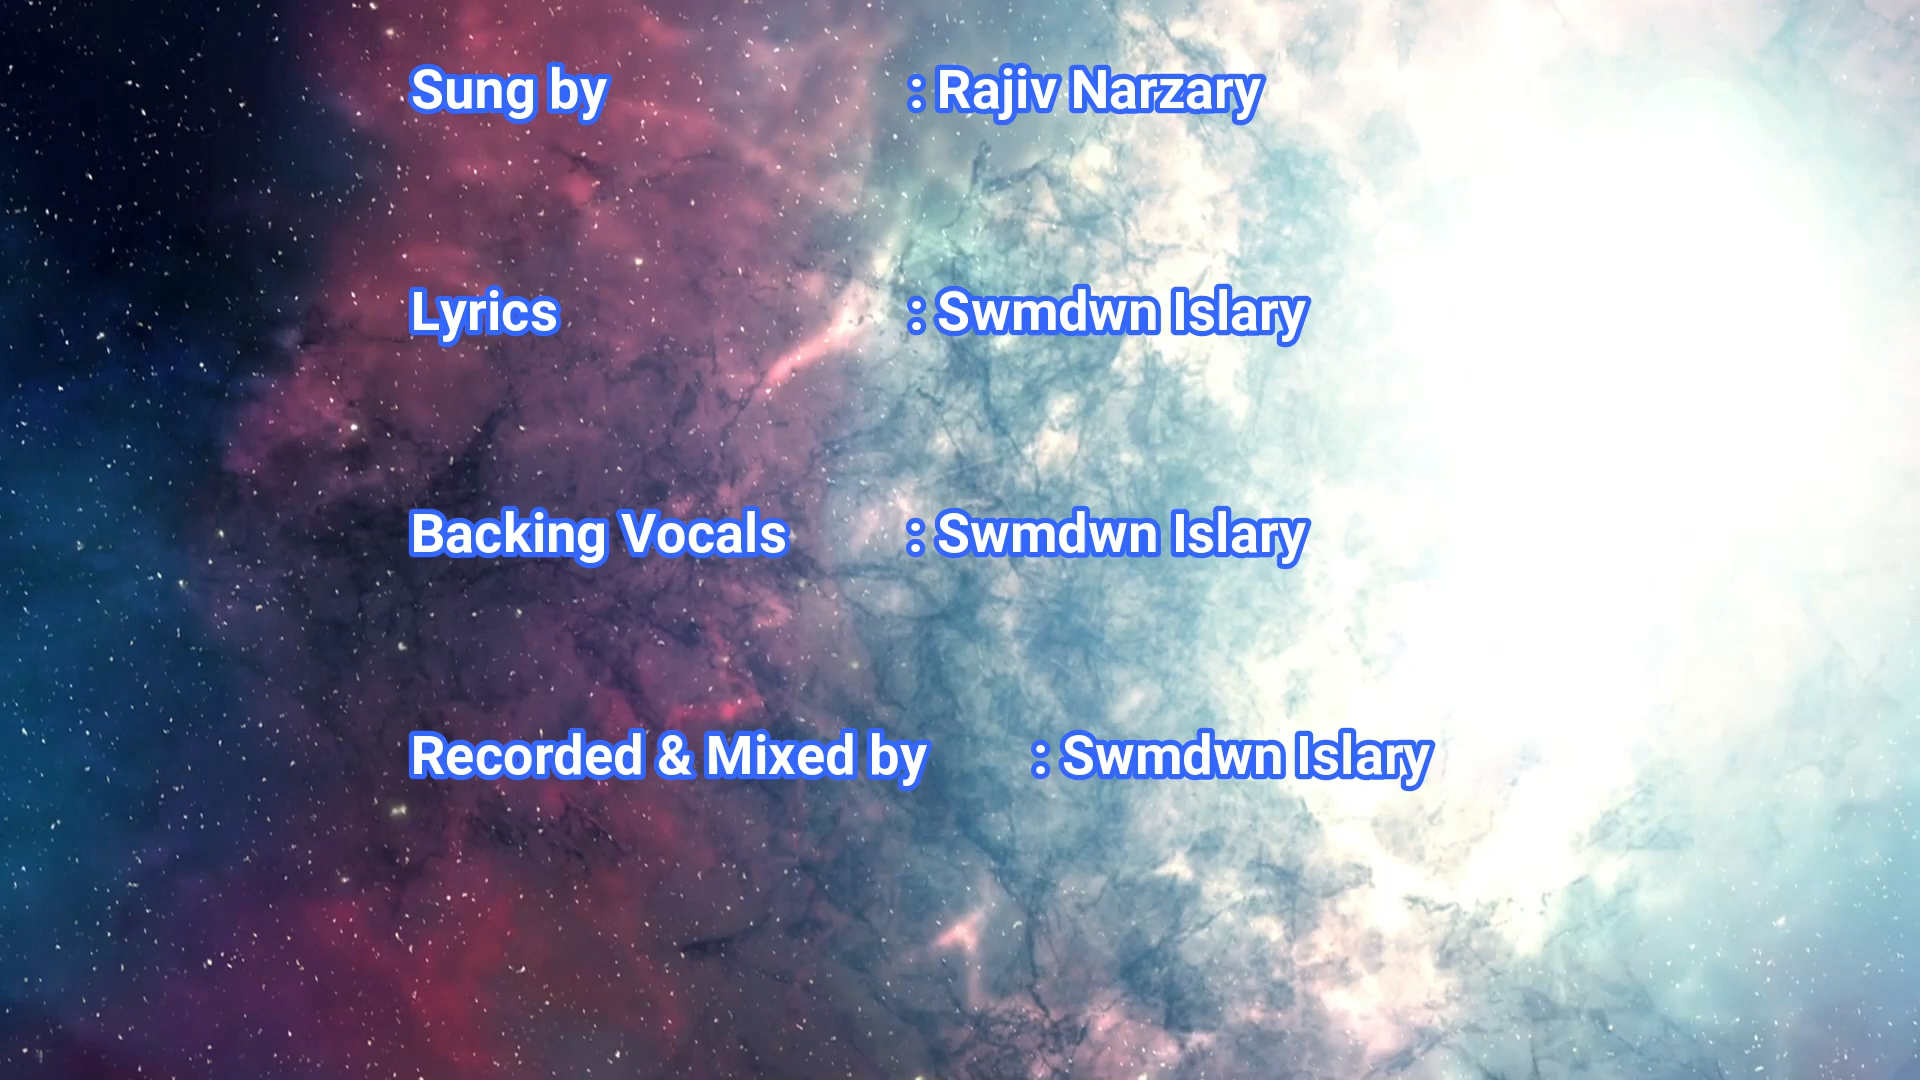 Sung by : Rajiv Narzary
Lyrics : Swmdwn Islary
Backing Vocals : Swmdwn Islary
Recorded & Mixed by : Swmdwn Islary